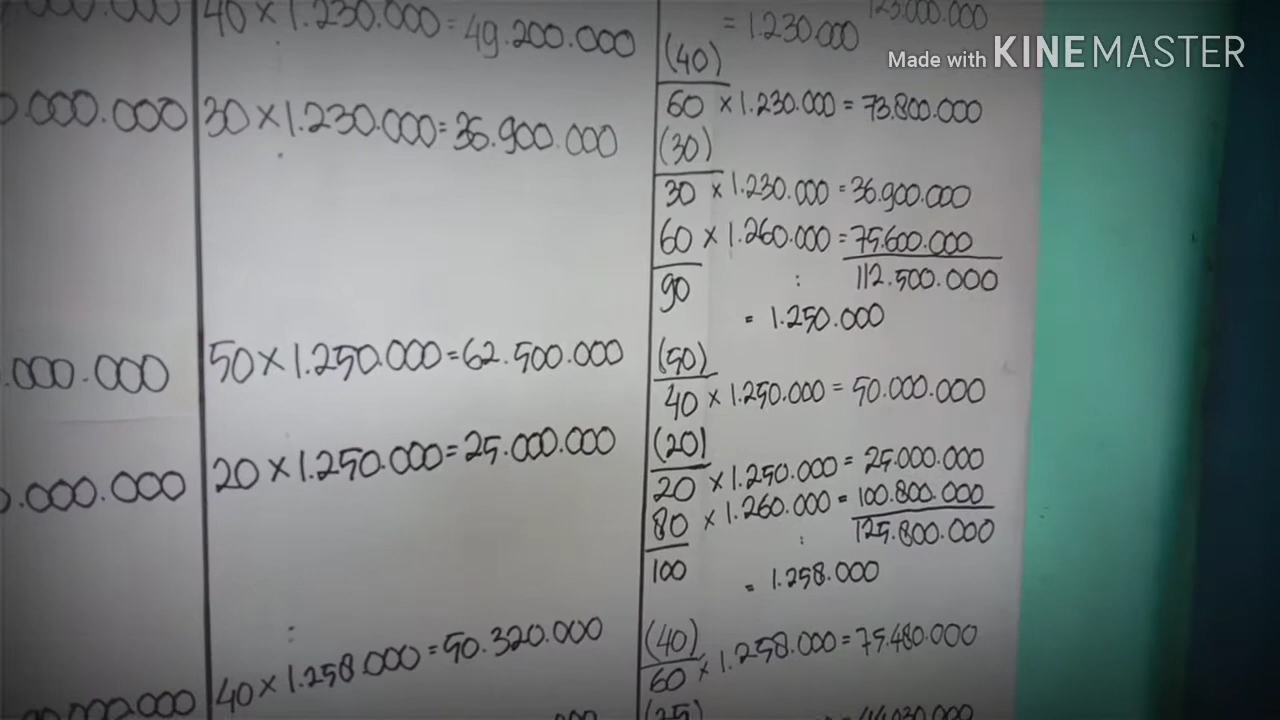 Made with KINEMASTER
000.000
40 × 1.230.000 = 49.200.000
.000.000
30 × 1.230.000 = 36.900.000
.000.000
50 × 1.250.000 = 62.500.000
.000.000
20 × 1.250.000 = 25.000.000
40 × 1.258.000 = 50.320.000
123.000.000
= 1.230.000
(40)
60 × 1.230.000 = 73.800.000
(30)
30 × 1.230.000 = 36.900.000
60 × 1.260.000 = 75.600.000
90 : 112.500.000
= 1.250.000
(50)
40 × 1.250.000 = 50.000.000
(20)
20 × 1.250.000 = 25.000.000
80 × 1.260.000 = 100.800.000
100 : 125.800.000
= 1.258.000
(40)
60 × 1.258.000 = 75.480.000
(25)